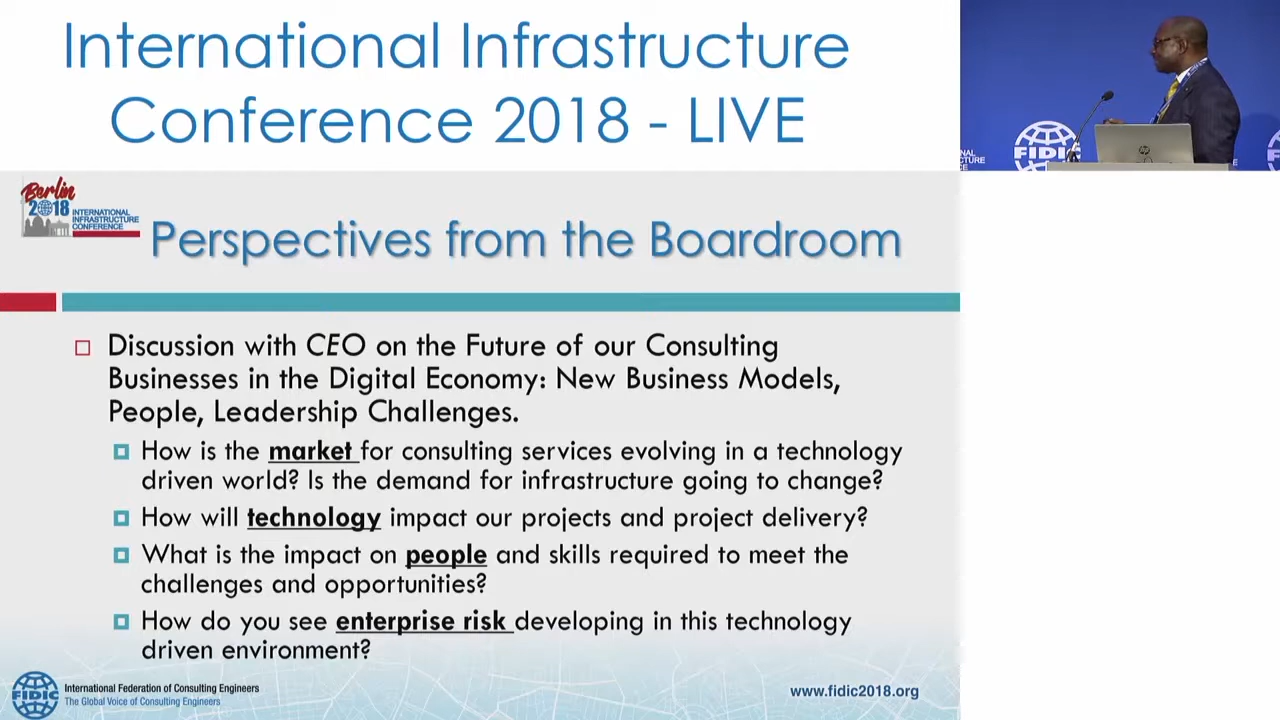 International Infrastructure
Conference 2018 - LIVE
FIDIC
Berlin
2018 INTERNATIONAL
INFRASTRUCTURE
CONFERENCE
Perspectives from the Boardroom
Discussion with CEO on the Future of our Consulting
Businesses in the Digital Economy: New Business Models,
People, Leadership Challenges.
How is the market for consulting services evolving in a technology
driven world? Is the demand for infrastructure going to change?
How will technology impact our projects and project delivery?
What is the impact on people and skills required to meet the
challenges and opportunities?
How do you see enterprise risk developing in this technology
driven environment?
FIDIC
International Federation of Consulting Engineers
The Global Voice of Consulting Engineers
www.fidic2018.org